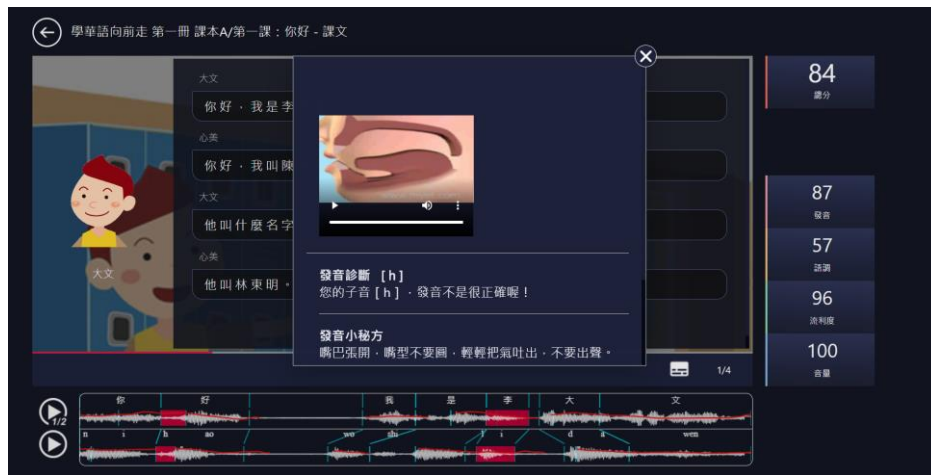 學華語向前走 第一冊 課本A/第一課：你好 - 課文
大文
你好，我是李
心美
你好，我叫陳
大文
他叫什麼名字
心美
他叫林東明。
大文
發音診斷 [h]
您的子音 [h]，發音不是很正確喔！
發音小秘方
嘴巴張開，嘴型不要圓，輕輕把氣吐出，不要出聲。
84
總分
87
發音
57
語調
96
流利度
100
音量
1/4
1/2
你 好 我 是 李 大 文
n i h ao wo shi l i d a wen